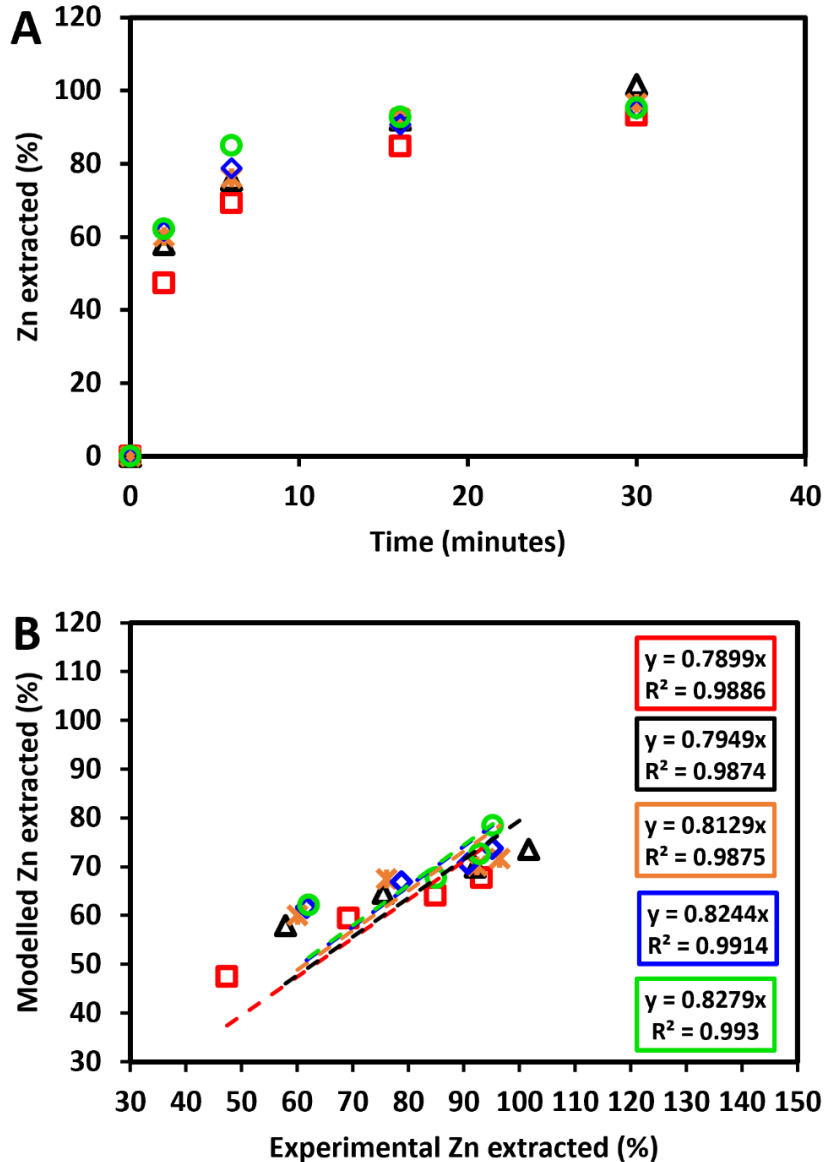 A
Zn extracted (%)
120
100
80
60
40
20
0
0 10 20 30 40
Time (minutes)
B
Modelled Zn extracted (%)
120
110
100
90
80
70
60
50
40
30
y = 0.7899x
R² = 0.9886
y = 0.7949x
R² = 0.9874
y = 0.8129x
R² = 0.9875
y = 0.8244x
R² = 0.9914
y = 0.8279x
R² = 0.993
30 40 50 60 70 80 90 100 110 120 130 140 150
Experimental Zn extracted (%)